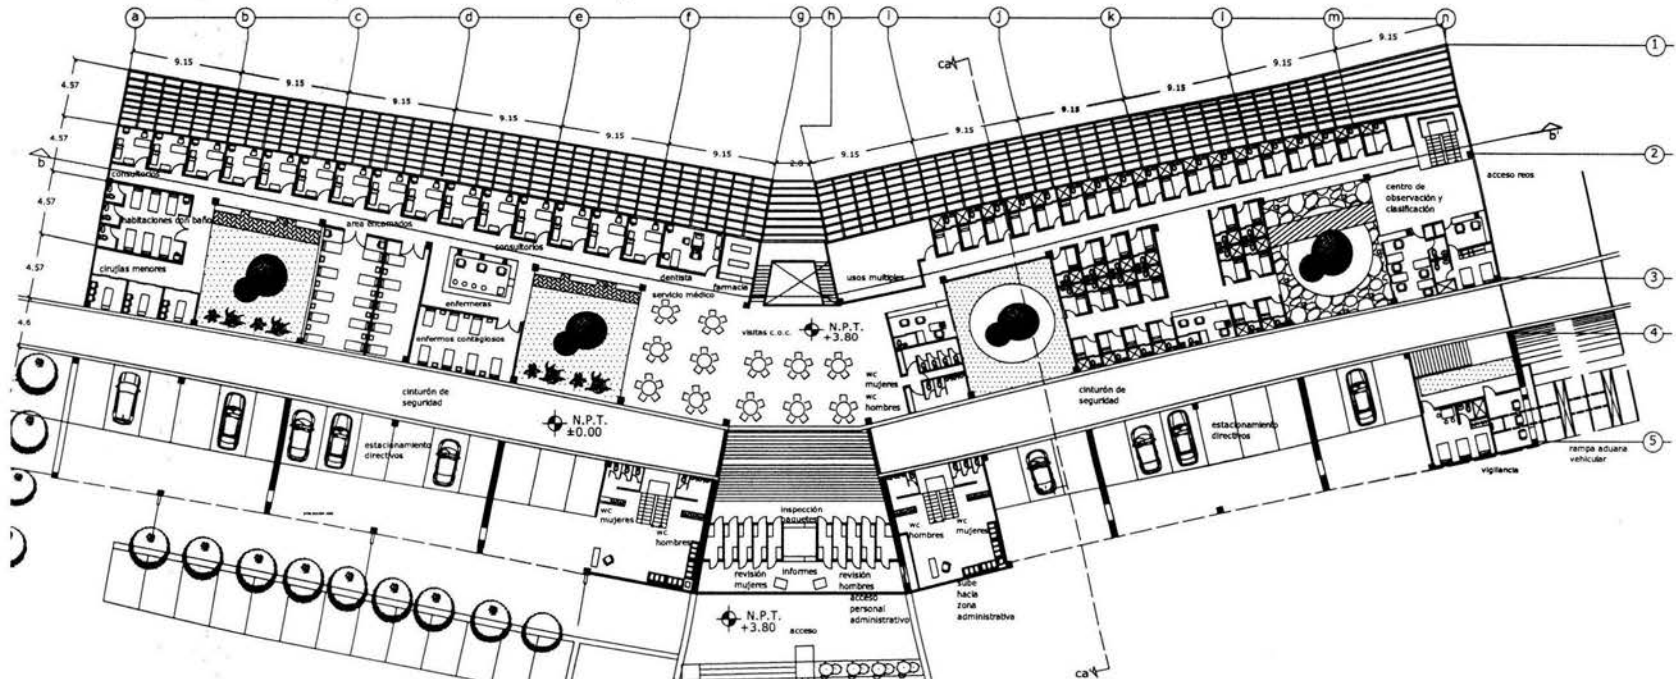 a b c d e f g h i j k l m n
1
9.15
9.15
9.15
9.15
9.15
9.15
2.0
9.15
9.15
9.15
9.15
9.15
9.15
ca'
4.57
4.57
4.57
4.57
4.6
b
b'
2
3
4
5
consultorios
habitaciones con baño
cirujías menores
area encamados
consultorios
enfermeras
enfermos contagiosos
dentista
farmacia
servicio médico
visitas c.o.c.
N.P.T.
+3.80
usos multiples
wc
mujeres
wc
hombres
centro de
observación y
clasificación
acceso reos
cinturón de
seguridad
N.P.T.
±0.00
estacionamiento
directivos
cinturón de
seguridad
estacionamiento
directivos
vigilancia
rampa aduana
vehicular
wc
mujeres
wc
hombres
inspección
paquetes
wc
hombres
wc
mujeres
revisión
mujeres
informes
revisión
hombres
acceso
personal
administrativo
sube
hacia
zona
administrativa
N.P.T.
+3.80
acceso
ca'